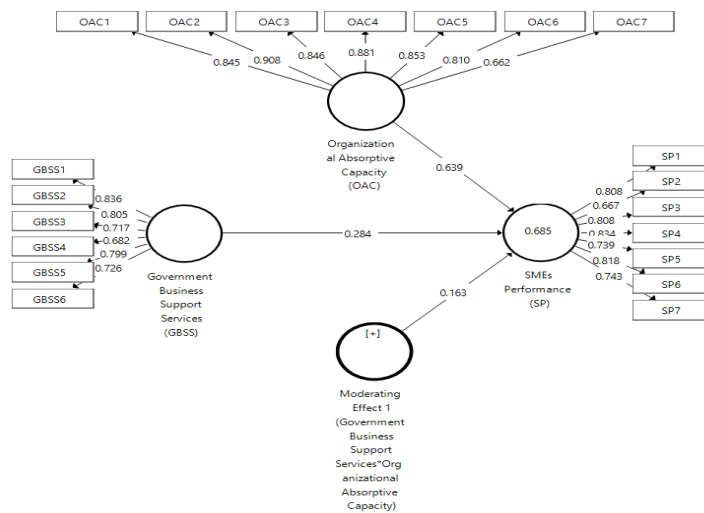 OAC1 OAC2 OAC3 OAC4 OAC5 OAC6 OAC7
0.845 0.908 0.846 0.881 0.853 0.810 0.662
Organization
al Absorptive
Capacity
(OAC)
0.639
GBSS1
GBSS2
GBSS3
GBSS4
GBSS5
GBSS6
0.836
0.805
0.717
0.682
0.799
0.726
Government
Business
Support
Services
(GBSS)
0.284
0.685
SMEs
Performance
(SP)
0.808
0.667
0.808
0.834
0.739
0.818
0.743
SP1
SP2
SP3
SP4
SP5
SP6
SP7
0.163
[+]
Moderating
Effect 1
(Government
Business
Support
Services*Org
anizational
Absorptive
Capacity)